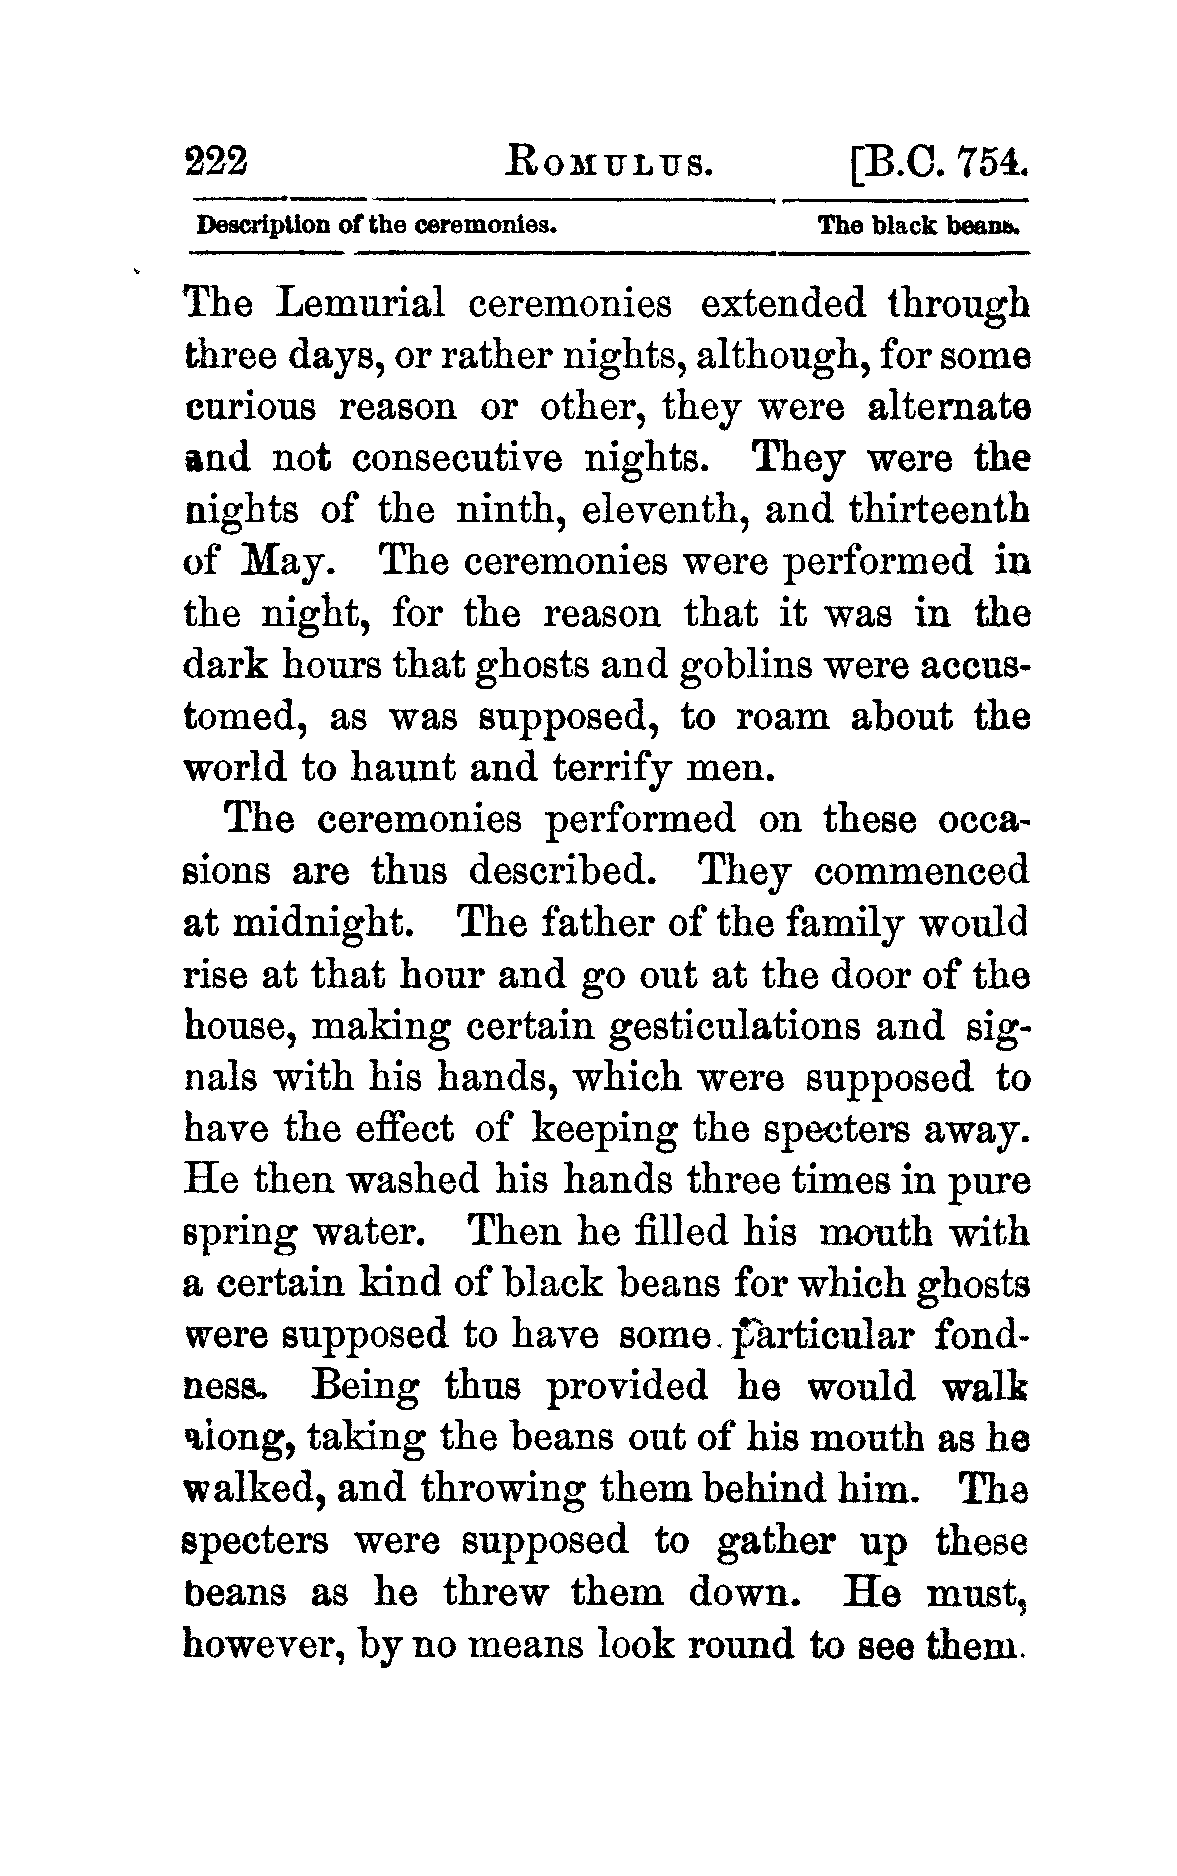 222 ROMULUS. [B.C. 754.
Description of the ceremonies. The black beans.
The Lemurial ceremonies extended through
three days, or rather nights, although, for some
curious reason or other, they were alternate
and not consecutive nights. They were the
nights of the ninth, eleventh, and thirteenth
of May. The ceremonies were performed in
the night, for the reason that it was in the
dark hours that ghosts and goblins were accus-
tomed, as was supposed, to roam about the
world to haunt and terrify men.
The ceremonies performed on these occa-
sions are thus described. They commenced
at midnight. The father of the family would
rise at that hour and go out at the door of the
house, making certain gesticulations and sig-
nals with his hands, which were supposed to
have the effect of keeping the specters away.
He then washed his hands three times in pure
spring water. Then he filled his mouth with
a certain kind of black beans for which ghosts
were supposed to have some particular fond-
ness. Being thus provided he would walk
along, taking the beans out of his mouth as he
walked, and throwing them behind him. The
specters were supposed to gather up these
beans as he threw them down. He must,
however, by no means look round to see them.